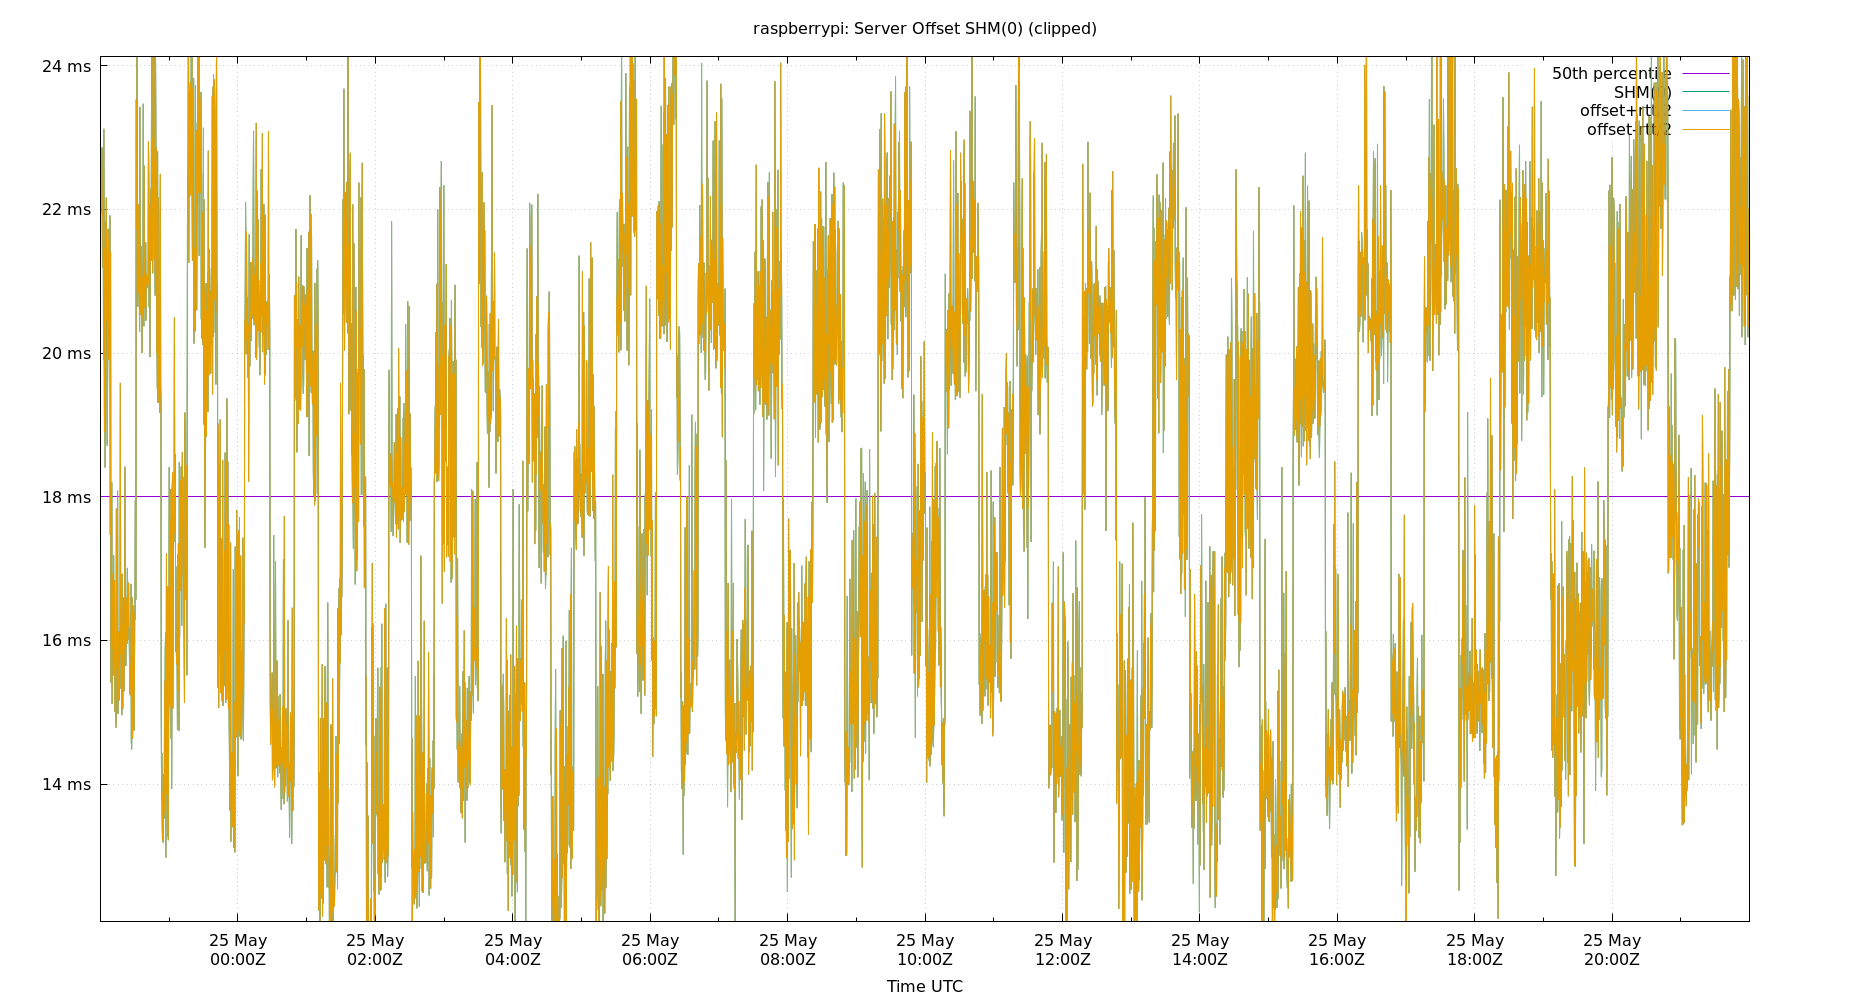 raspberrypi: Server Offset SHM(0) (clipped)
24 ms
22 ms
20 ms
18 ms
16 ms
14 ms
50th percentile
SHM(0)
offset+rtt/2
offset-rtt/2
25 May 25 May 25 May 25 May 25 May 25 May 25 May 25 May 25 May 25 May 25 May
00:00Z 02:00Z 04:00Z 06:00Z 08:00Z 10:00Z 12:00Z 14:00Z 16:00Z 18:00Z 20:00Z
Time UTC